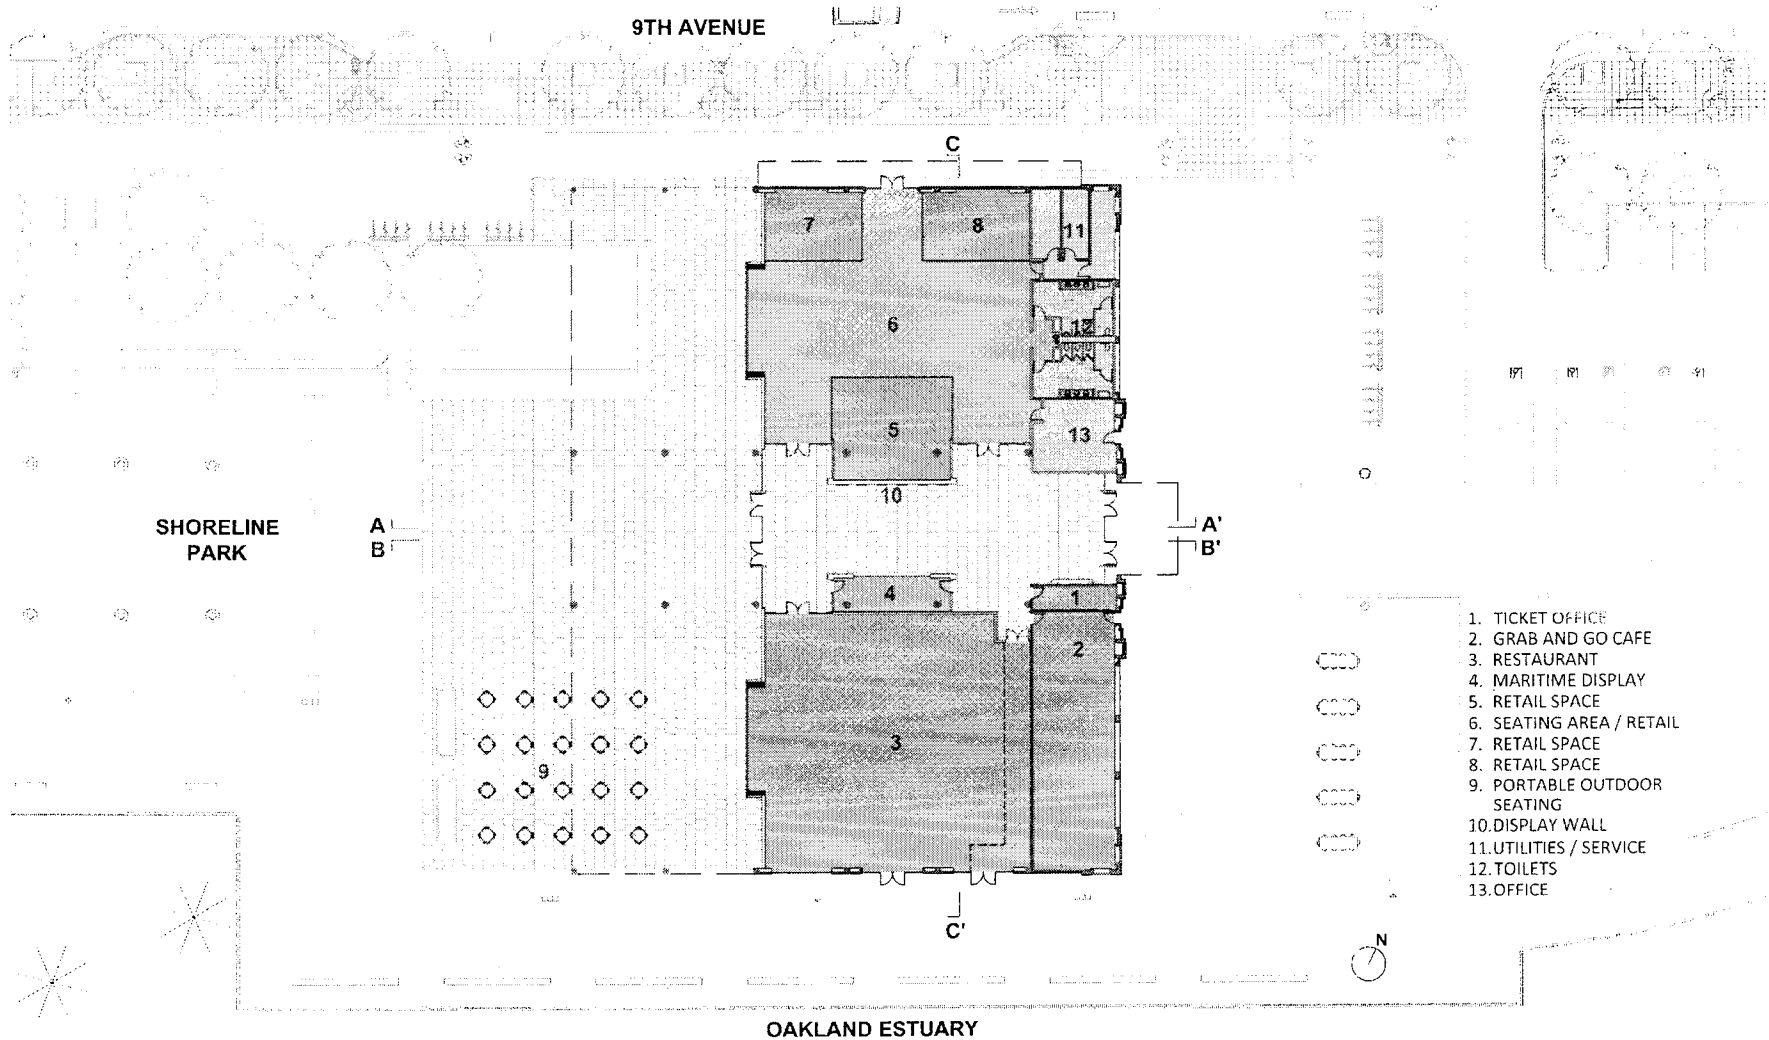 9TH AVENUE
C
7
8
11
6
12
5
13
10
SHORELINE
PARK
A
B
A'
B'
4
1
2
3
9
1. TICKET OFFICE
2. GRAB AND GO CAFE
3. RESTAURANT
4. MARITIME DISPLAY
5. RETAIL SPACE
6. SEATING AREA / RETAIL
7. RETAIL SPACE
8. RETAIL SPACE
9. PORTABLE OUTDOOR
SEATING
10.DISPLAY WALL
11.UTILITIES / SERVICE
12.TOILETS
13.OFFICE
C'
N
OAKLAND ESTUARY